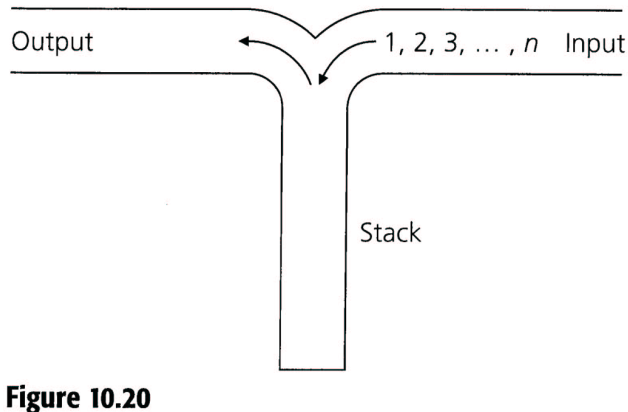 Output 1, 2, 3, ... , n Input
Stack
Figure 10.20